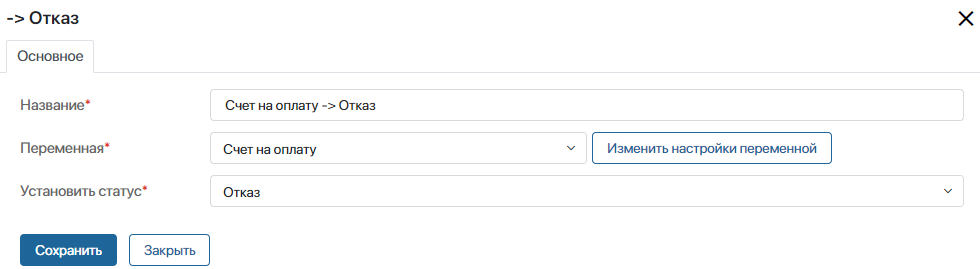 -> Отказ
Основное
Название*
Счет на оплату -> Отказ
Переменная*
Счет на оплату
Изменить настройки переменной
Установить статус*
Отказ
Сохранить
Закрыть